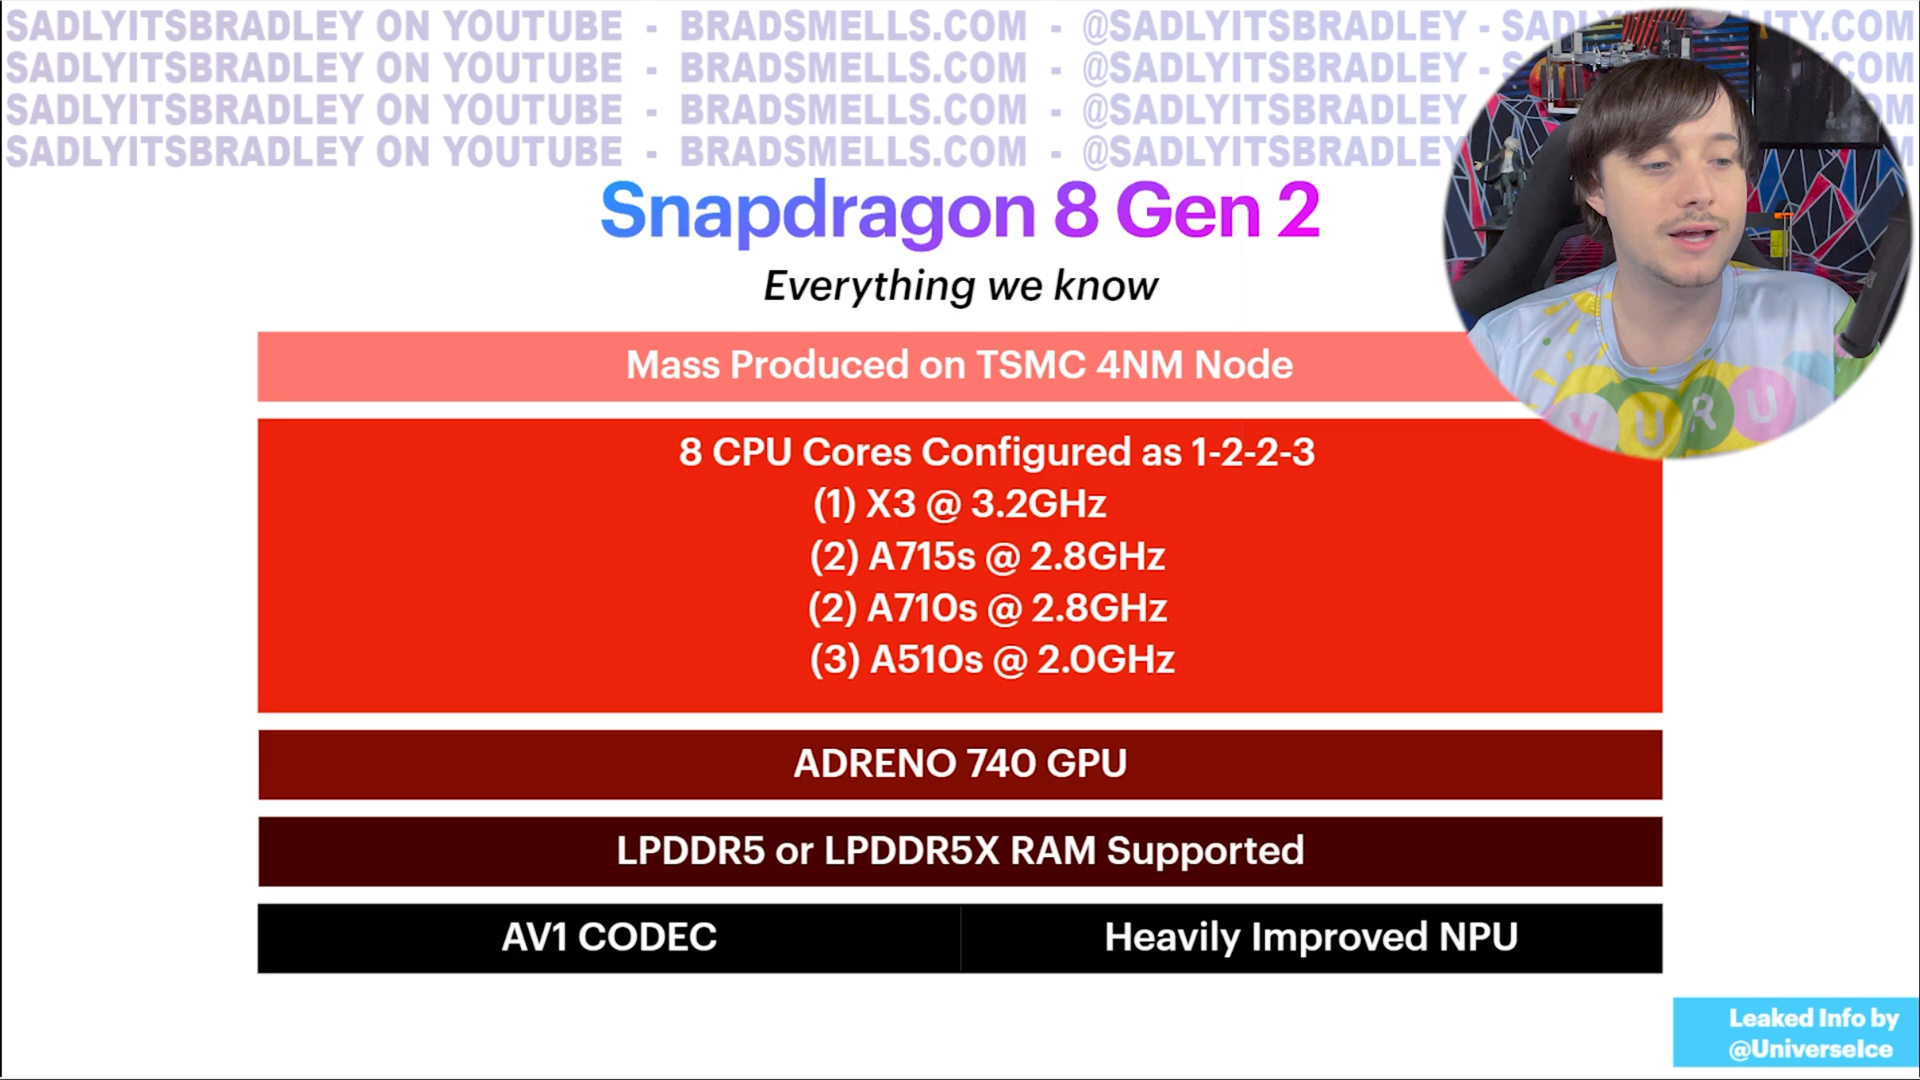 SADLYITSBRADLEY ON YOUTUBE - BRADSMELLS.COM - @SADLYITSBRADLEY - SADLYITSREALITY.COM
SADLYITSBRADLEY ON YOUTUBE - BRADSMELLS.COM - @SADLYITSBRADLEY -
SADLYITSBRADLEY ON YOUTUBE - BRADSMELLS.COM - @SADLYITSBRADLEY
SADLYITSBRADLEY ON YOUTUBE - BRADSMELLS.COM - @SADLYITSBRADLEY
Snapdragon 8 Gen 2
Everything we know
Mass Produced on TSMC 4NM Node
8 CPU Cores Configured as 1-2-2-3
(1) X3 @ 3.2GHz
(2) A715s @ 2.8GHz
(2) A710s @ 2.8GHz
(3) A510s @ 2.0GHz
ADRENO 740 GPU
LPDDR5 or LPDDR5X RAM Supported
AV1 CODEC
Heavily Improved NPU
YURU
Leaked Info by
@UniverseIce